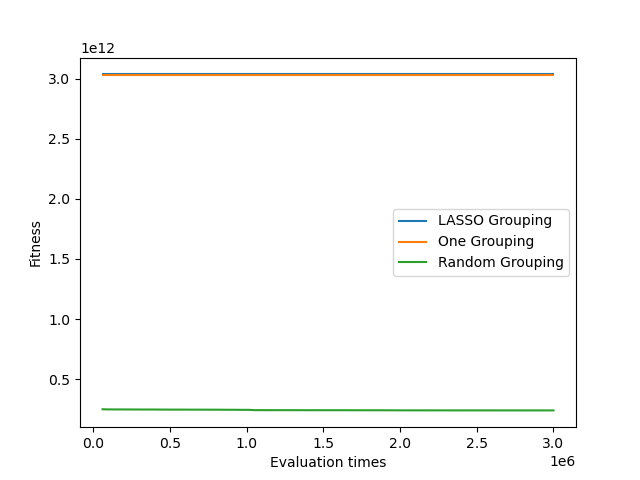 1e12
3.0
2.5
2.0
1.5
1.0
0.5
Fitness
LASSO Grouping
One Grouping
Random Grouping
0.0 0.5 1.0 1.5 2.0 2.5 3.0
1e6
Evaluation times